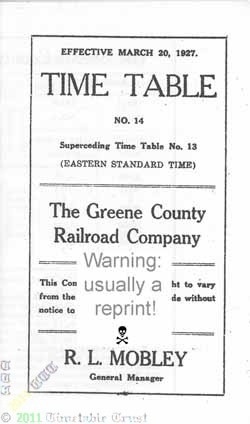 EFFECTIVE MARCH 20, 1927.
TIME TABLE
NO. 14
Superceding Time Table No. 13
(EASTERN STANDARD TIME)
The Greene County
Railroad Company
Warning:
usually a
reprint!
This Con ht to vary
from the de without
notice to
R. L. MOBLEY
General Manager
© 2011 Timetable Trust